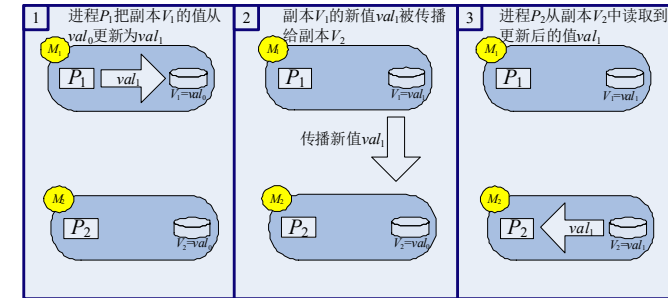 1 进程P₁把副本V₁的值从
val₀更新为val₁
M₁
P₁ val₁
V₁=val₀
M₂
P₂
V₂=val₀
2 副本V₁的新值val₁被传播
给副本V₂
M₁
P₁
V₁=val₁
传播新值val₁
M₂
P₂
V₂=val₀
3 进程P₂从副本V₂中读取到
更新后的值val₁
M₁
P₁
V₁=val₁
M₂
P₂ val₁
V₂=val₁